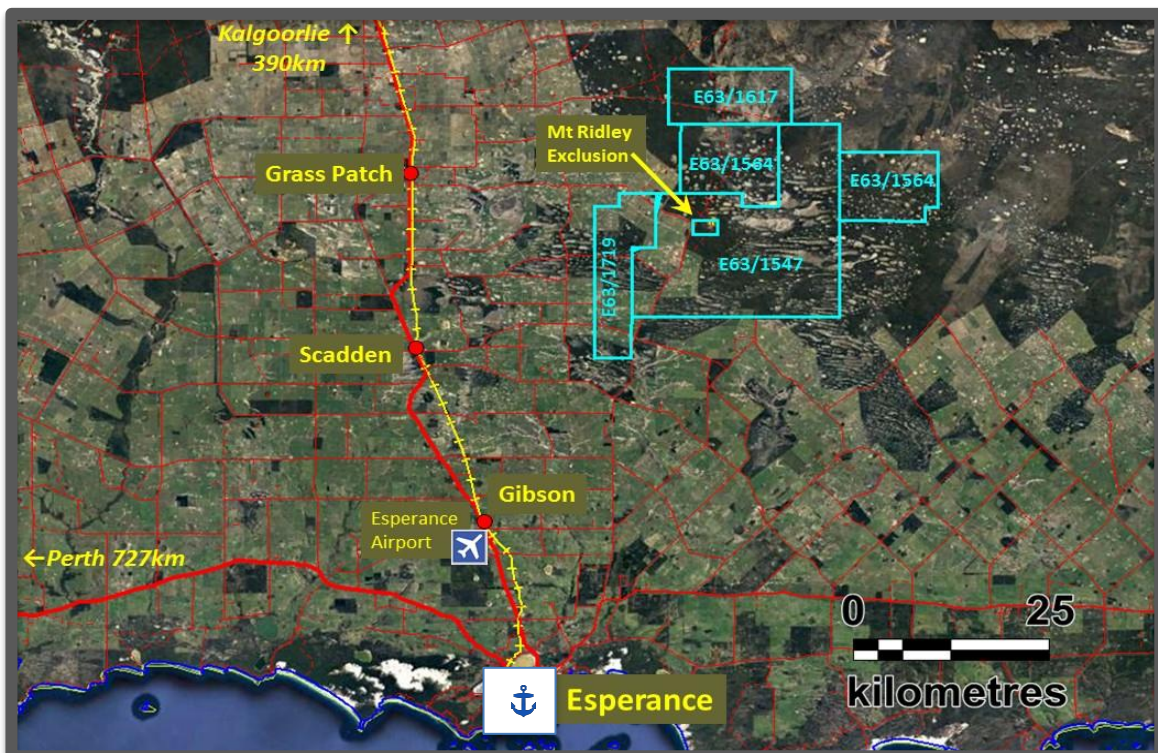 Kalgoorlie ↑
390km
E63/1617
Mt Ridley
Exclusion
E63/1564
E63/1564
Grass Patch
E63/1719
E63/1547
Scadden
Gibson
Esperance
Airport
←Perth 727km
0 25
kilometres
Esperance